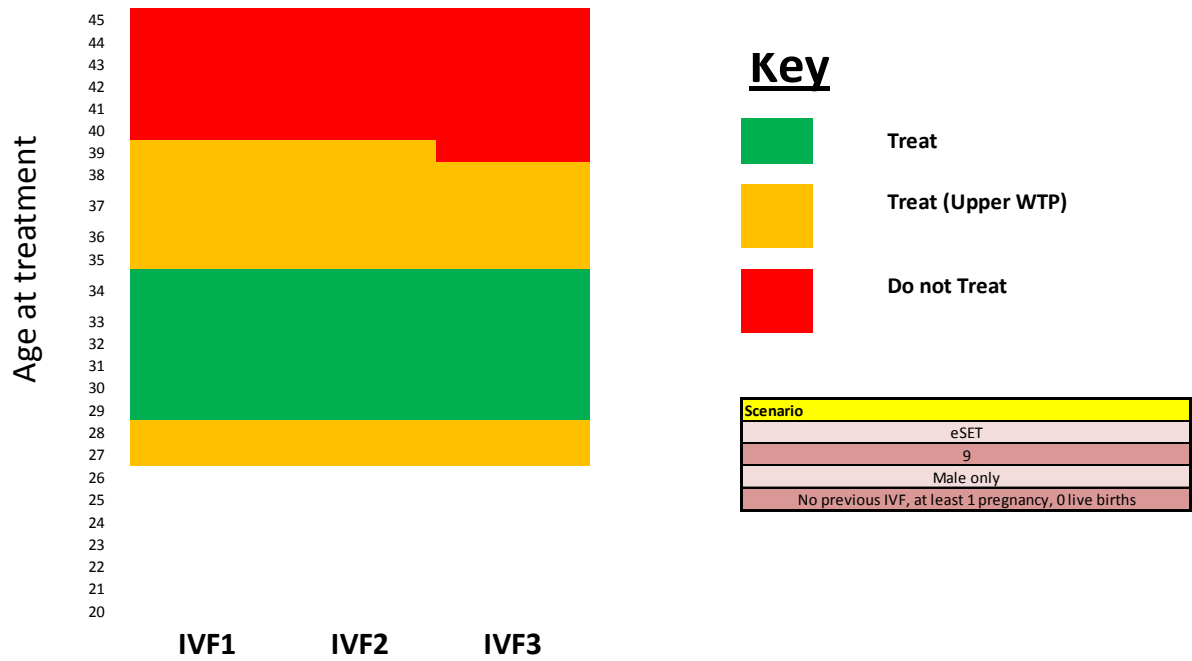 Age at treatment
45
44
43
42
41
40
39
38
37
36
35
34
33
32
31
30
29
28
27
26
25
24
23
22
21
20
IVF1 IVF2 IVF3
Key
Treat
Treat (Upper WTP)
Do not Treat
Scenario
eSET
9
Male only
No previous IVF, at least 1 pregnancy, 0 live births